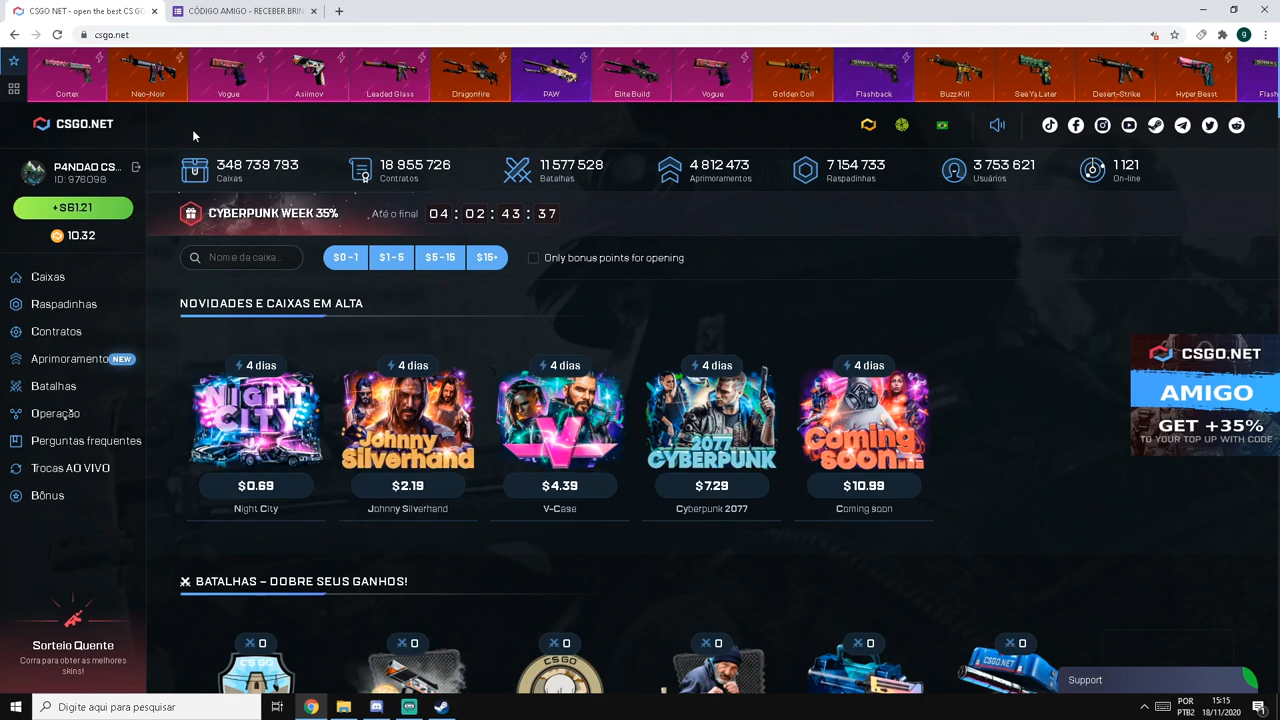 CSGO NET - open the best CS GO
CÓDIGO AMIGO - RECEBER BRIN
csgo.net
g
Cortex
Neo-Noir
Vogue
Asiimov
Leaded Glass
Dragonfire
PAW
Elite Build
Vogue
Golden Coil
Flashback
Buzz Kill
See Ya Later
Desert-Strike
Hyper Beast
Flash
CSGO.NET
P4NDAO CS...
ID: 976098
+$61.21
10.32
348 739 793
Caixas
18 955 726
Contratos
11 577 528
Batalhas
4 812 473
Aprimoramentos
7 154 733
Raspadinhas
3 753 621
Usuários
1 121
On-line
CYBERPUNK WEEK 35%
Até o final
04 : 02 : 43 : 37
Nome da caixa...
$0 -1
$1 - 5
$5 -15
$15+
Only bonus points for opening
Caixas
Raspadinhas
Contratos
Aprimoramento NEW
Batalhas
Operação
Perguntas frequentes
Trocas AO VIVO
Bônus
NOVIDADES E CAIXAS EM ALTA
4 dias
4 dias
4 dias
4 dias
4 dias
NIGHT CITY
Johnny Silverhand
V
2077 CYBERPUNK
Coming soon...
$0.69
$2.19
$4.39
$7.29
$10.99
Night City
Johnny Silverhand
V-Case
Cyberpunk 2077
Coming soon
CSGO.NET
AMIGO
GET +35%
TO YOUR TOP UP WITH CODE
BATALHAS – DOBRE SEUS GANHOS!
0
0
0
0
0
0
CS GO
CS GO
CSGO.NET
Sorteio Quente
Corra para obter as melhores
skins!
Support
Digite aqui para pesquisar
POR
PTB2
15:15
18/11/2020
1